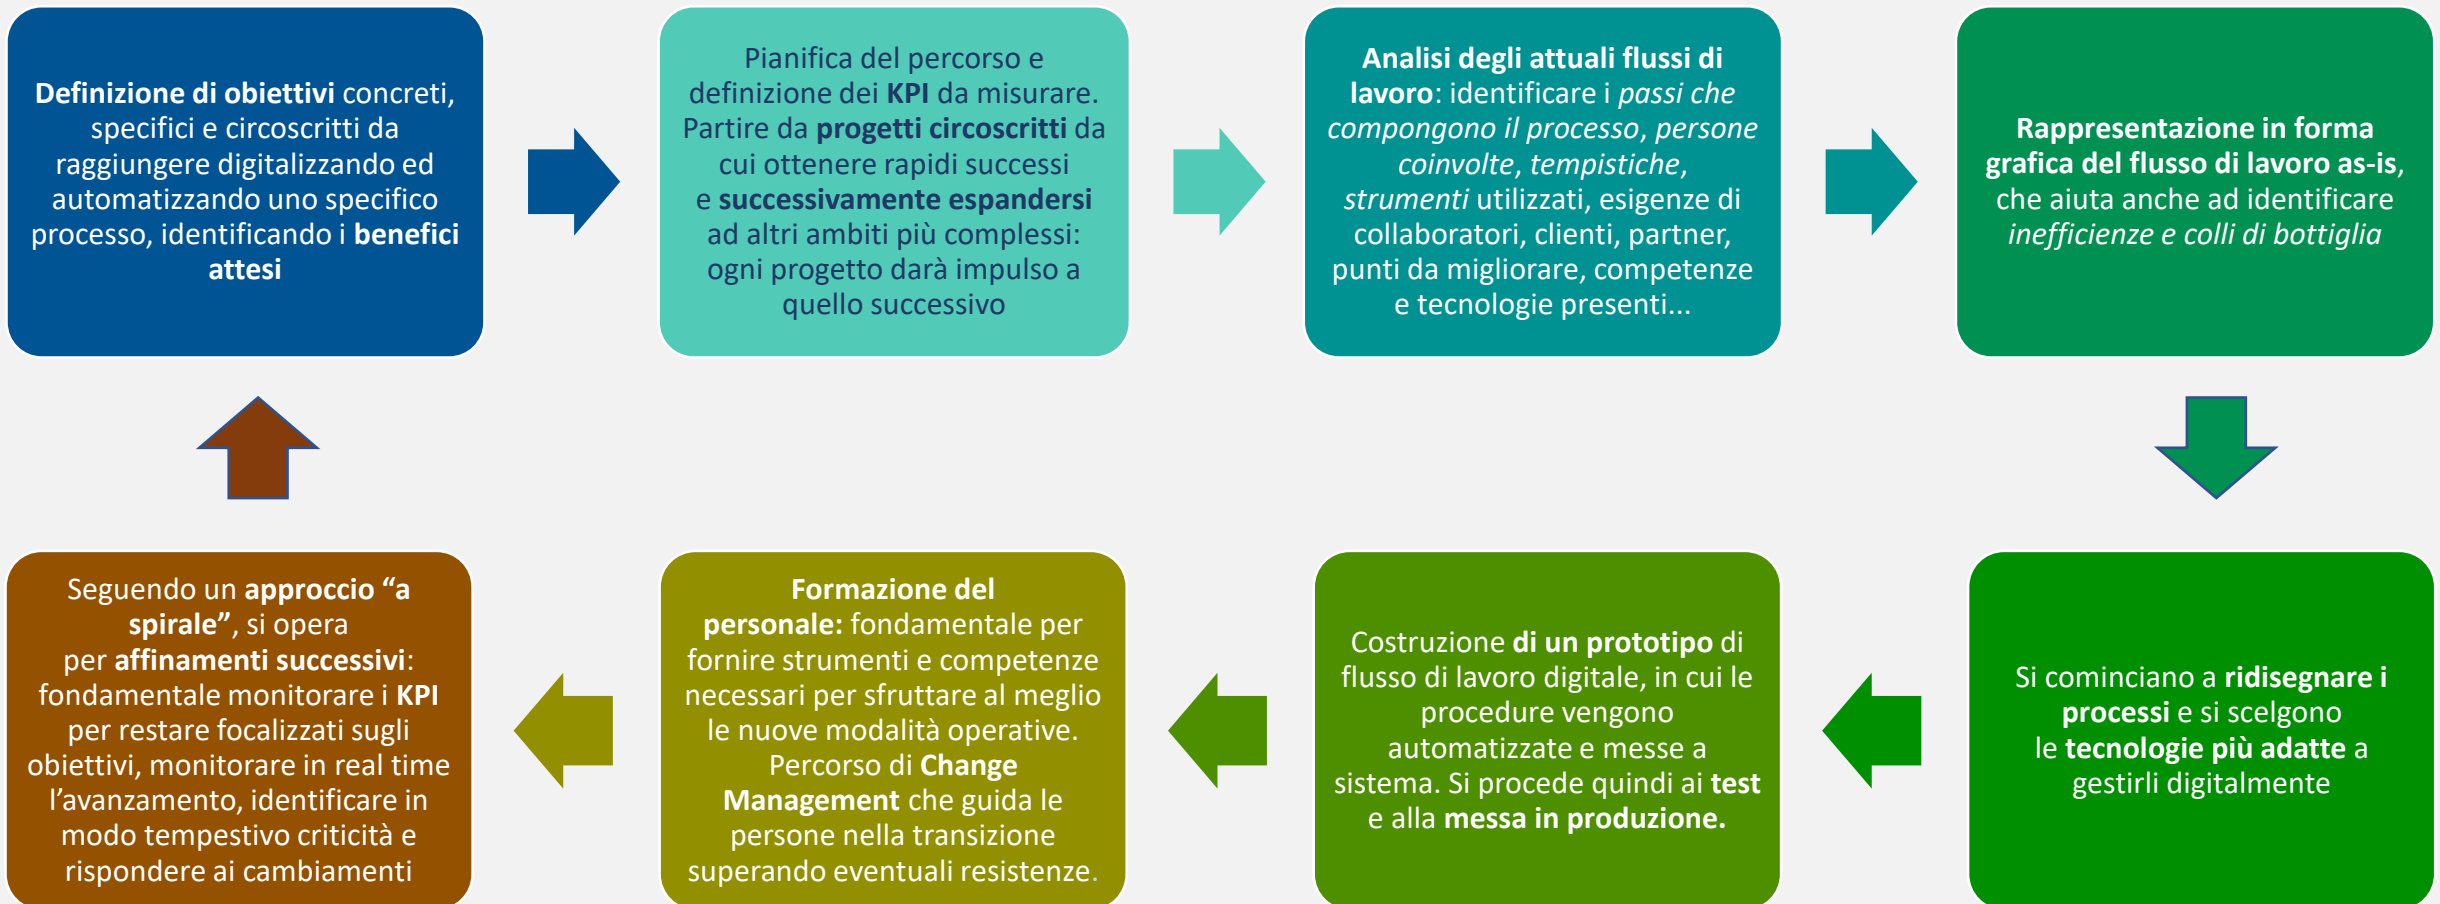 Definizione di obiettivi concreti,
specifici e circoscritti da
raggiungere digitalizzando ed
automatizzando uno specifico
processo, identificando i benefici
attesi
Pianifica del percorso e
definizione dei KPI da misurare.
Partire da progetti circoscritti da
cui ottenere rapidi successi
e successivamente espandersi
ad altri ambiti più complessi:
ogni progetto darà impulso a
quello successivo
Analisi degli attuali flussi di
lavoro: identificare i passi che
compongono il processo, persone
coinvolte, tempistiche,
strumenti utilizzati, esigenze di
collaboratori, clienti, partner,
punti da migliorare, competenze
e tecnologie presenti...
Rappresentazione in forma
grafica del flusso di lavoro as-is,
che aiuta anche ad identificare
inefficienze e colli di bottiglia
Si cominciano a ridisegnare i
processi e si scelgono
le tecnologie più adatte a
gestirli digitalmente
Costruzione di un prototipo di
flusso di lavoro digitale, in cui le
procedure vengono
automatizzate e messe a
sistema. Si procede quindi ai test
e alla messa in produzione.
Formazione del
personale: fondamentale per
fornire strumenti e competenze
necessari per sfruttare al meglio
le nuove modalità operative.
Percorso di Change
Management che guida le
persone nella transizione
superando eventuali resistenze.
Seguendo un approccio “a
spirale”, si opera
per affinamenti successivi:
fondamentale monitorare i KPI
per restare focalizzati sugli
obiettivi, monitorare in real time
l’avanzamento, identificare in
modo tempestivo criticità e
rispondere ai cambiamenti